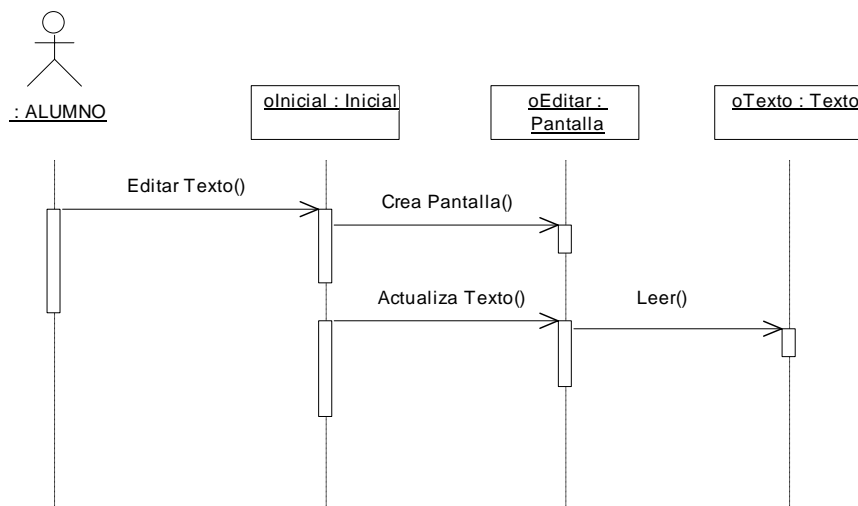 : ALUMNO
oInicial : Inicial
oEditar :
Pantalla
oTexto : Texto
Editar Texto()
Crea Pantalla()
Actualiza Texto()
Leer()